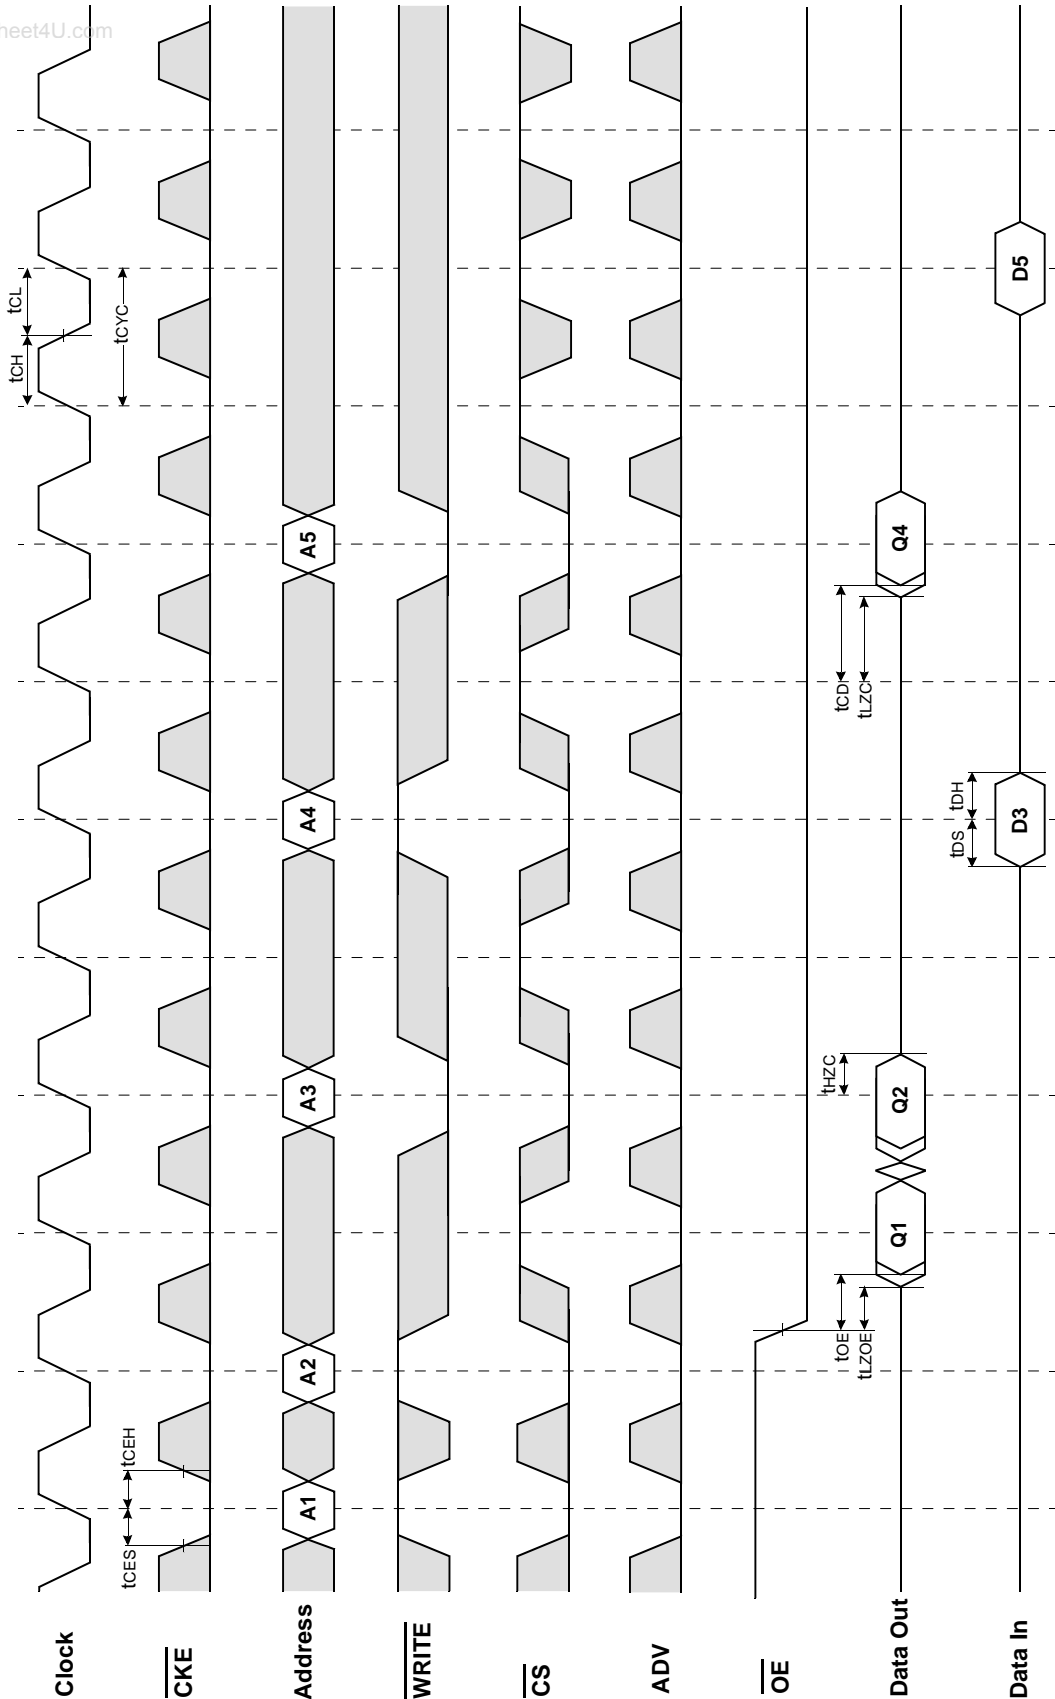 heet4U.com
Clock
tCES
tCEH
tCH
tCL
tCYC
CKE
Address
A1
A2
A3
A4
A5
WRITE
CS
ADV
OE
tOE
tLZOE
tHZC
tCD
tLZC
Data Out
Q1
Q2
Q4
Data In
tDS
tDH
D3
D5